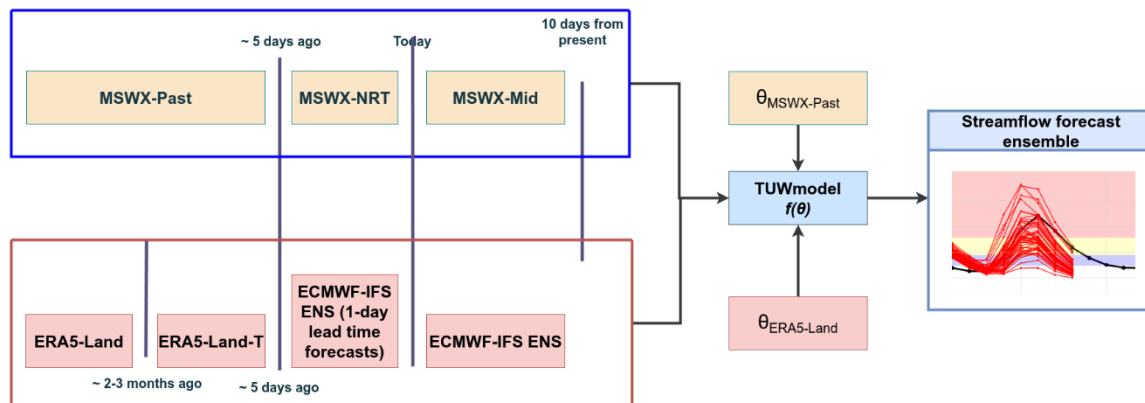 10 days from
present
~ 5 days ago
Today
MSWX-Past
MSWX-NRT
MSWX-Mid
θMSWX-Past
Streamflow forecast
ensemble
TUWmodel
f(θ)
ECMWF-IFS
ENS (1-day
lead time
forecasts)
ERA5-Land
ERA5-Land-T
ECMWF-IFS ENS
θERA5-Land
~ 2-3 months ago
~ 5 days ago